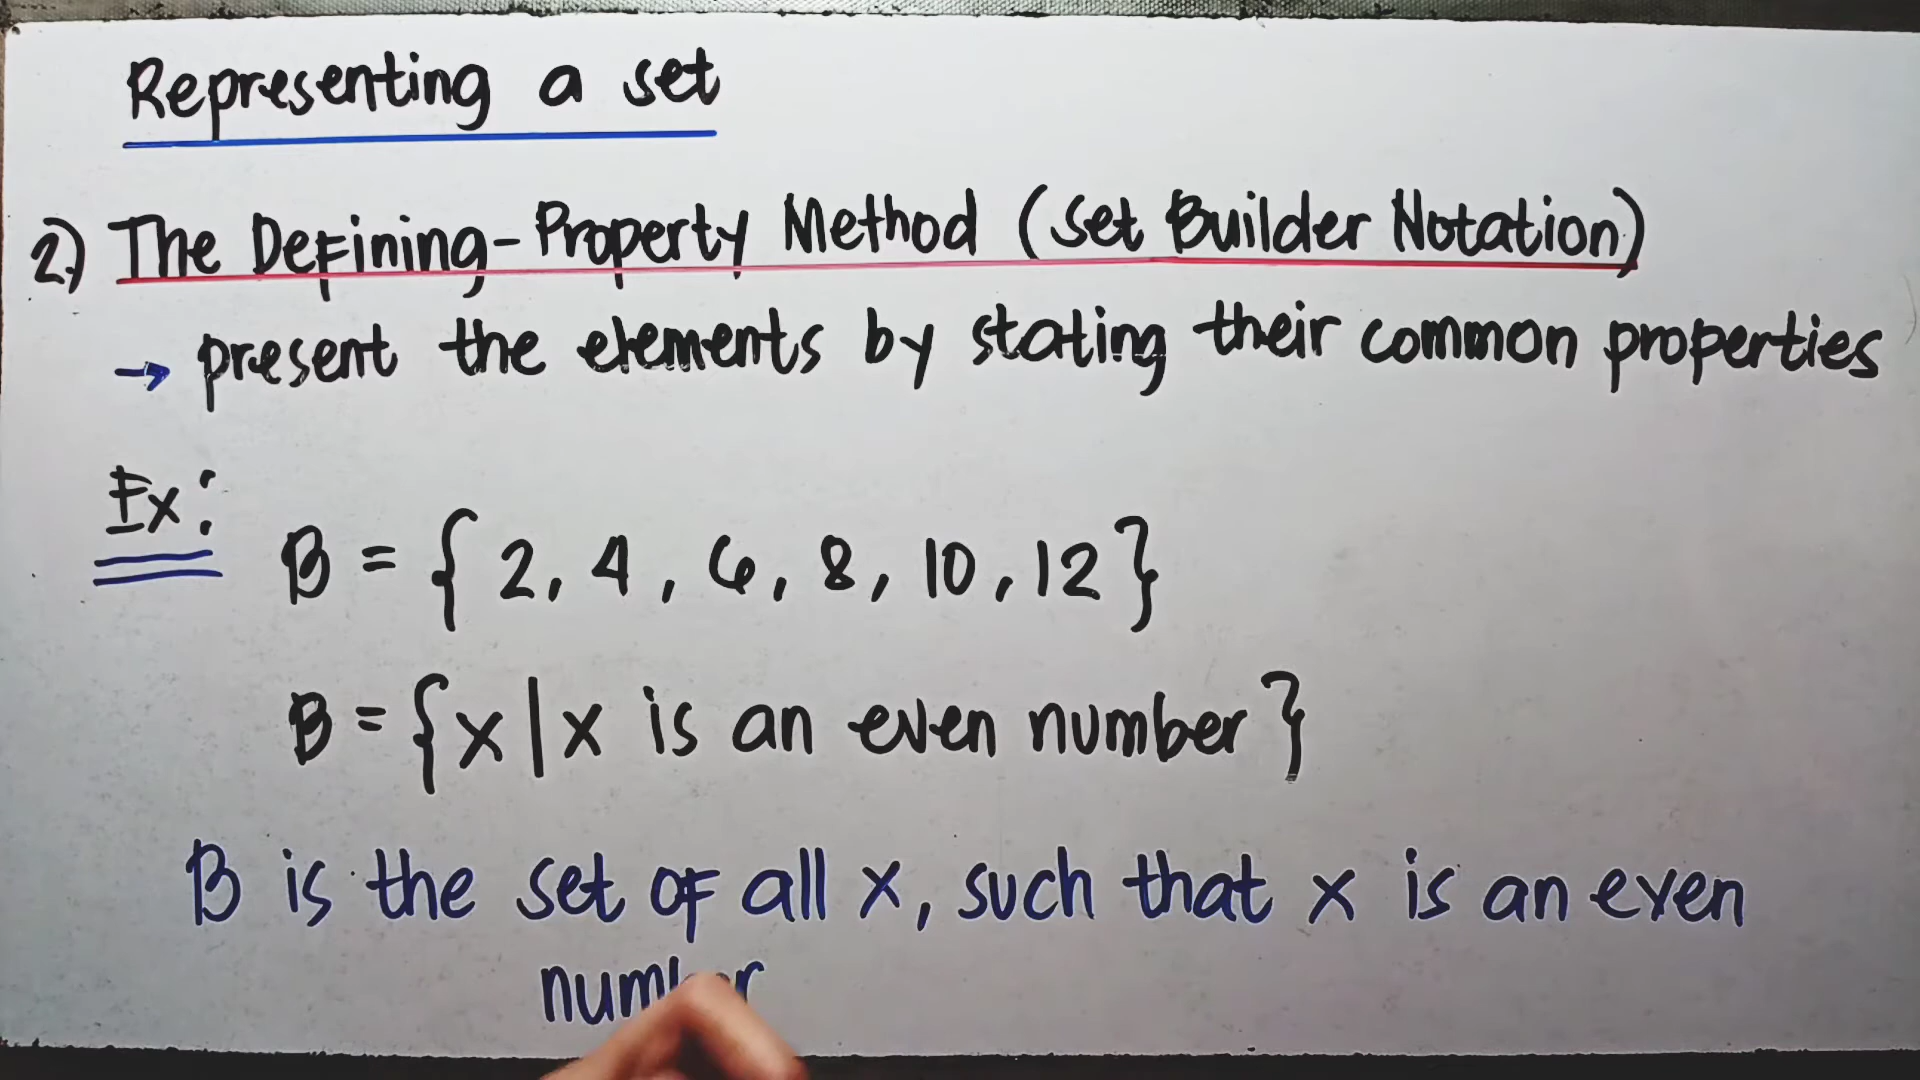 Representing a set
2.) The Defining-Property Method (Set Builder Notation)
→ present the elements by stating their common properties
Ex:
B = { 2, 4, 6, 8, 10, 12}
B = {x | x is an even number}
B is the set of all x, such that x is an even
number